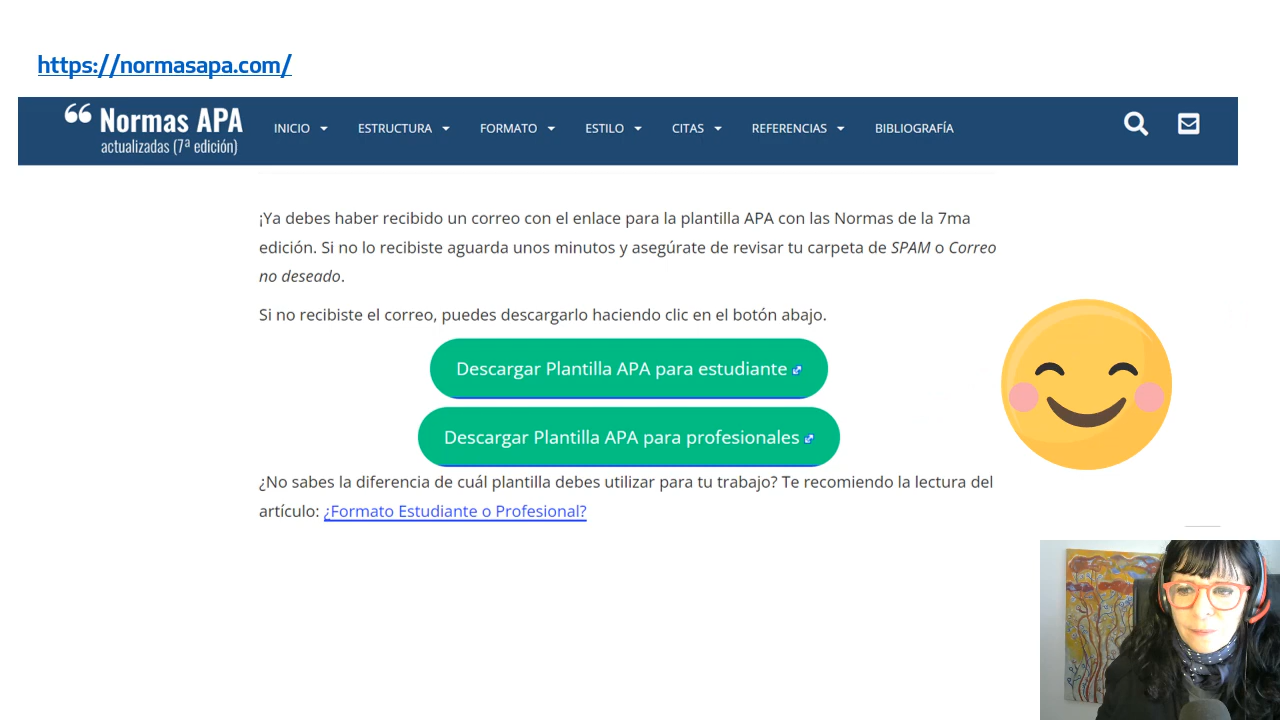 https://normasapa.com/
Normas APA
actualizadas (7ª edición)
INICIO ESTRUCTURA FORMATO ESTILO CITAS REFERENCIAS BIBLIOGRAFÍA
¡Ya debes haber recibido un correo con el enlace para la plantilla APA con las Normas de la 7ma
edición. Si no lo recibiste aguarda unos minutos y asegúrate de revisar tu carpeta de SPAM o Correo
no deseado.
Si no recibiste el correo, puedes descargarlo haciendo clic en el botón abajo.
Descargar Plantilla APA para estudiante
Descargar Plantilla APA para profesionales
¿No sabes la diferencia de cuál plantilla debes utilizar para tu trabajo? Te recomiendo la lectura del
artículo: ¿Formato Estudiante o Profesional?